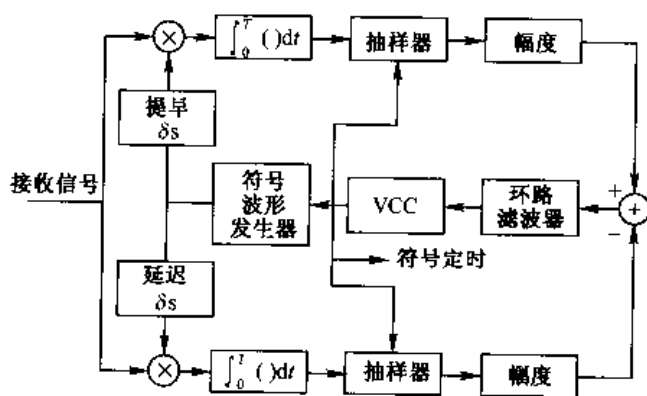 ∫₀ᵀ ( )dt
抽样器
幅度
提早
δs
接收信号
符号
波形
发生器
VCC
环路
滤波器
+
+
−
符号定时
延迟
δs
∫₀ᵀ ( )dt
抽样器
幅度